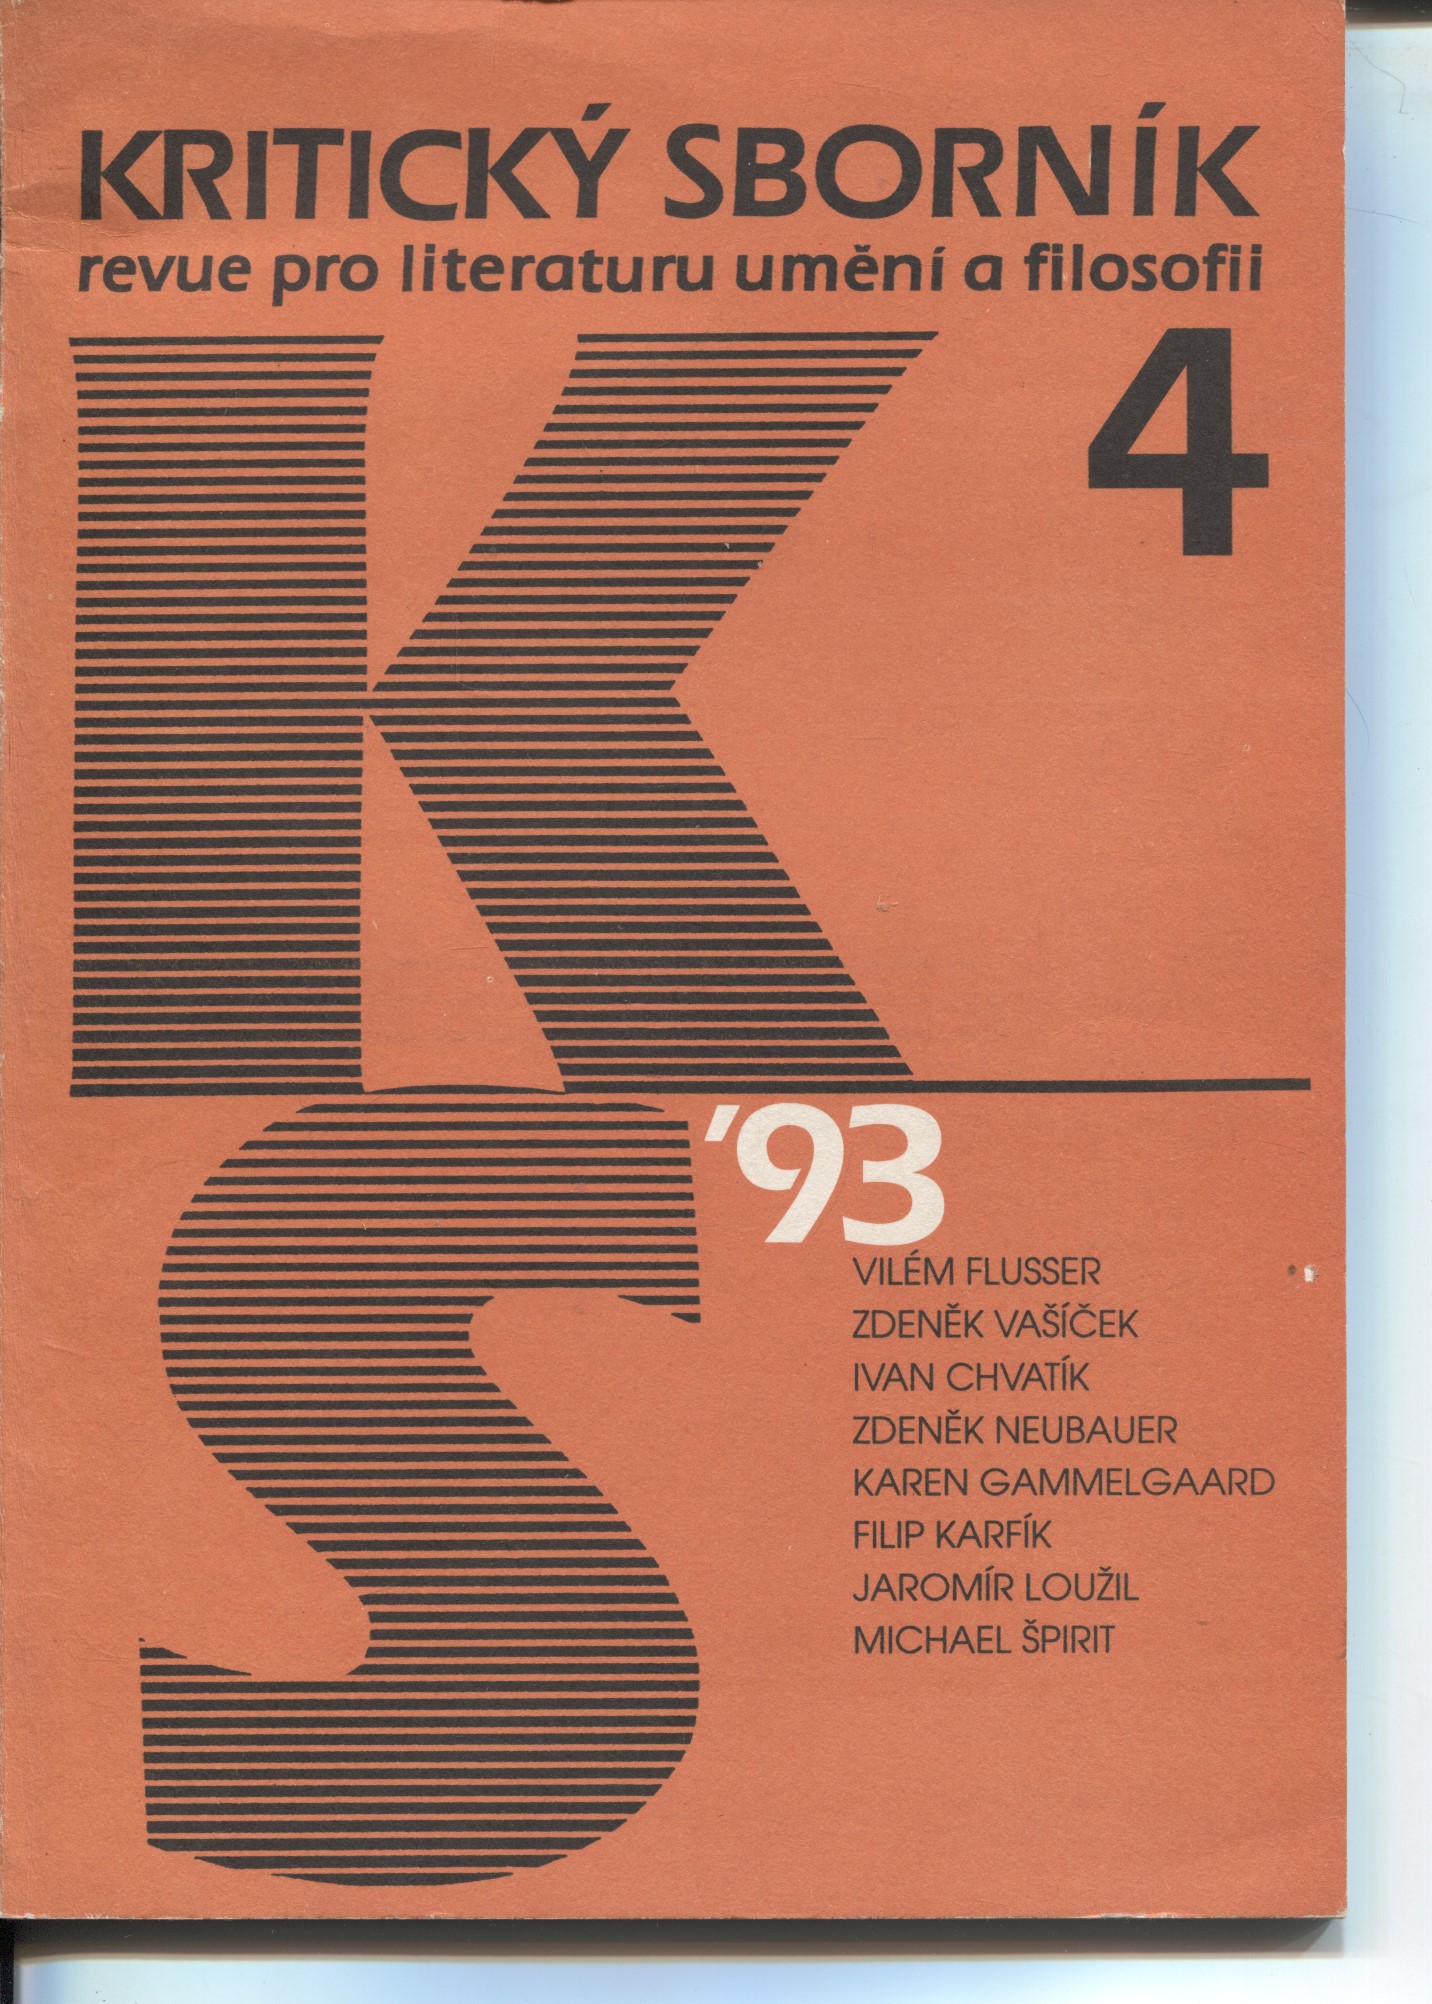 KRITICKÝ SBORNÍK
revue pro literaturu umění a filosofii
4
KS
'93
VILÉM FLUSSER
ZDENĚK VAŠÍČEK
IVAN CHVATÍK
ZDENĚK NEUBAUER
KAREN GAMMELGAARD
FILIP KARFÍK
JAROMÍR LOUŽIL
MICHAEL ŠPIRIT